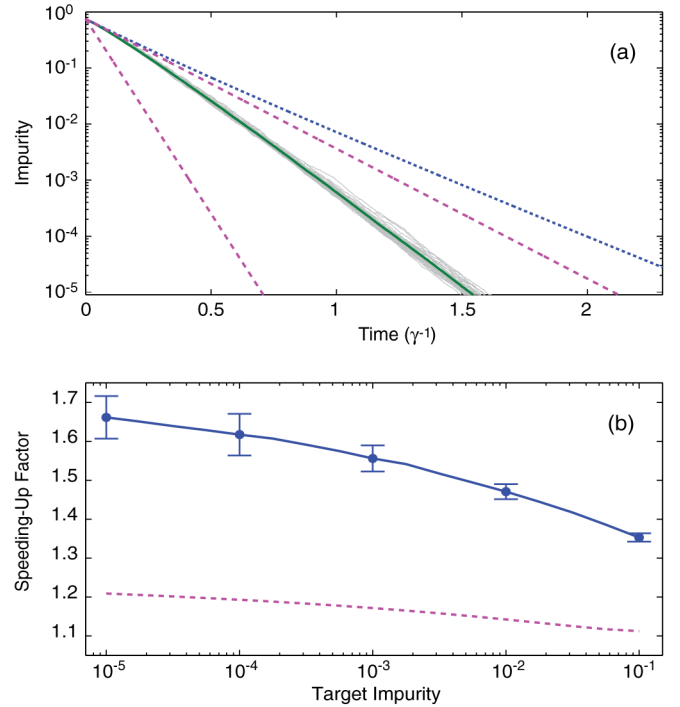 10⁰
10⁻¹
10⁻²
10⁻³
10⁻⁴
10⁻⁵
Impurity
(a)
0 0.5 1 1.5 2
Time (γ⁻¹)
1.7
1.6
1.5
1.4
1.3
1.2
1.1
Speeding-Up Factor
(b)
10⁻⁵ 10⁻⁴ 10⁻³ 10⁻² 10⁻¹
Target Impurity